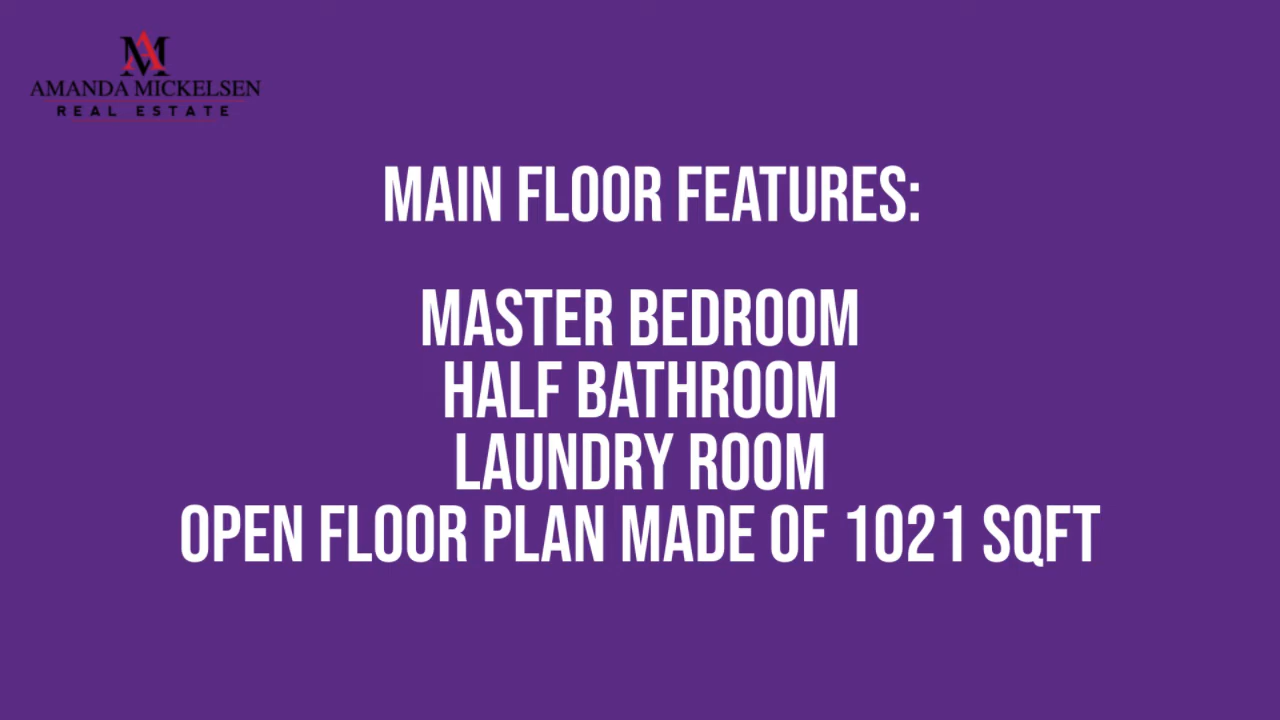 AMANDA MICKELSEN
REAL ESTATE
MAIN FLOOR FEATURES:
MASTER BEDROOM
HALF BATHROOM
LAUNDRY ROOM
OPEN FLOOR PLAN MADE OF 1021 SQFT